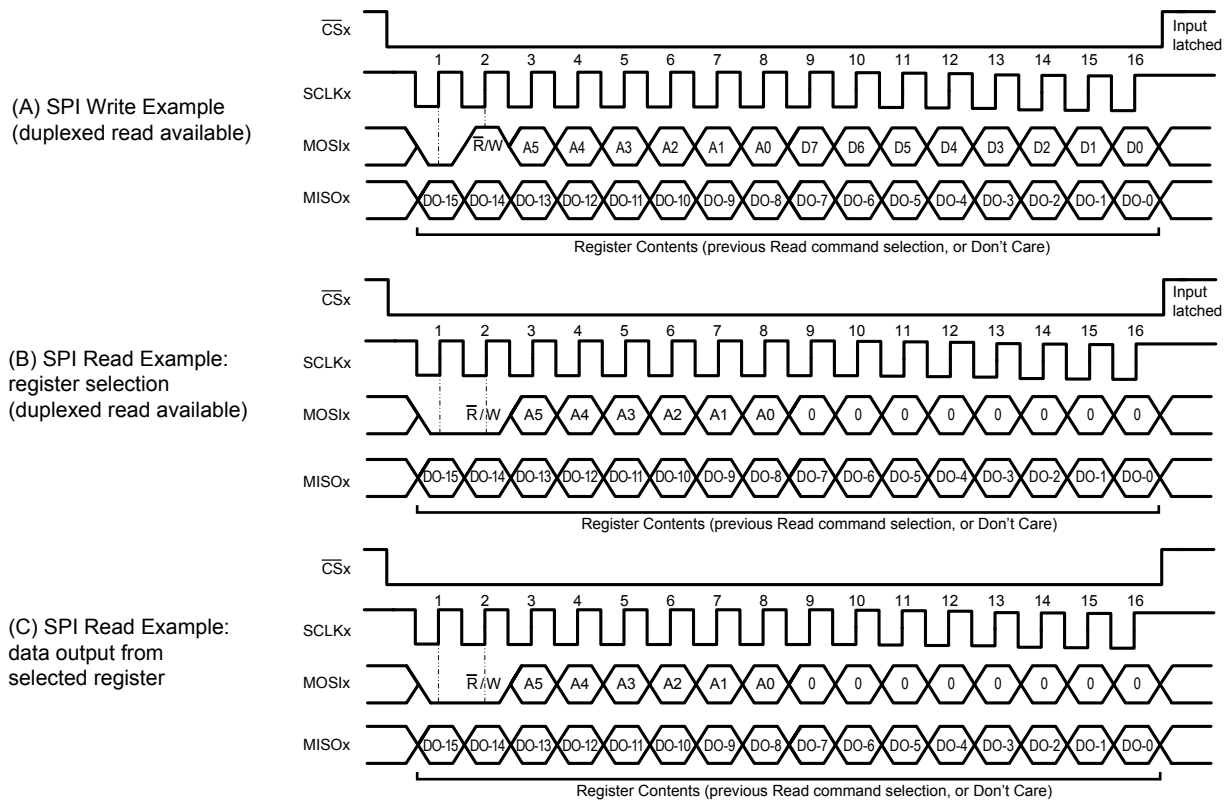 C̅S̅x
Input
latched
1 2 3 4 5 6 7 8 9 10 11 12 13 14 15 16
SCLKx
(A) SPI Write Example
(duplexed read available)
MOSIx
R̅/W A5 A4 A3 A2 A1 A0 D7 D6 D5 D4 D3 D2 D1 D0
MISOx
DO-15 DO-14 DO-13 DO-12 DO-11 DO-10 DO-9 DO-8 DO-7 DO-6 DO-5 DO-4 DO-3 DO-2 DO-1 DO-0
Register Contents (previous Read command selection, or Don’t Care)
C̅S̅x
Input
latched
1 2 3 4 5 6 7 8 9 10 11 12 13 14 15 16
SCLKx
(B) SPI Read Example:
register selection
(duplexed read available)
MOSIx
R̅/W A5 A4 A3 A2 A1 A0 0 0 0 0 0 0 0 0
MISOx
DO-15 DO-14 DO-13 DO-12 DO-11 DO-10 DO-9 DO-8 DO-7 DO-6 DO-5 DO-4 DO-3 DO-2 DO-1 DO-0
Register Contents (previous Read command selection, or Don’t Care)
C̅S̅x
1 2 3 4 5 6 7 8 9 10 11 12 13 14 15 16
SCLKx
(C) SPI Read Example:
data output from
selected register
MOSIx
R̅/W A5 A4 A3 A2 A1 A0 0 0 0 0 0 0 0 0
MISOx
DO-15 DO-14 DO-13 DO-12 DO-11 DO-10 DO-9 DO-8 DO-7 DO-6 DO-5 DO-4 DO-3 DO-2 DO-1 DO-0
Register Contents (previous Read command selection, or Don’t Care)